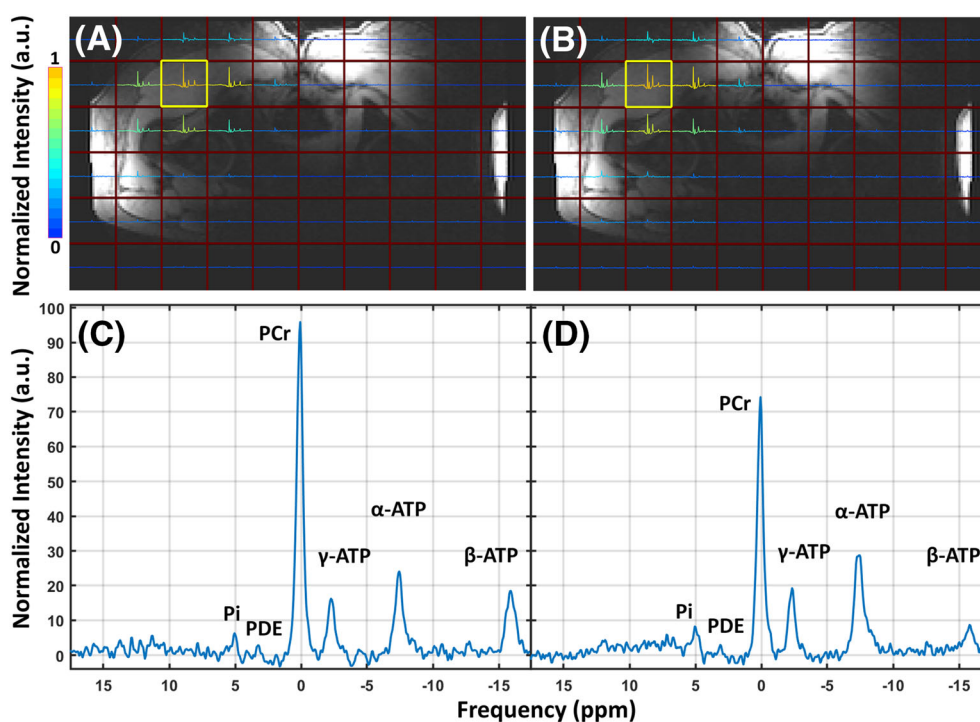 Normalized Intensity (a.u.)
1
0
(A)
(B)
Normalized Intensity (a.u.)
100
90
80
70
60
50
40
30
20
10
0
(C)
PCr
α-ATP
γ-ATP
β-ATP
Pi
PDE
15
10
5
0
-5
-10
-15
(D)
PCr
α-ATP
γ-ATP
β-ATP
Pi
PDE
15
10
5
0
-5
-10
-15
Frequency (ppm)